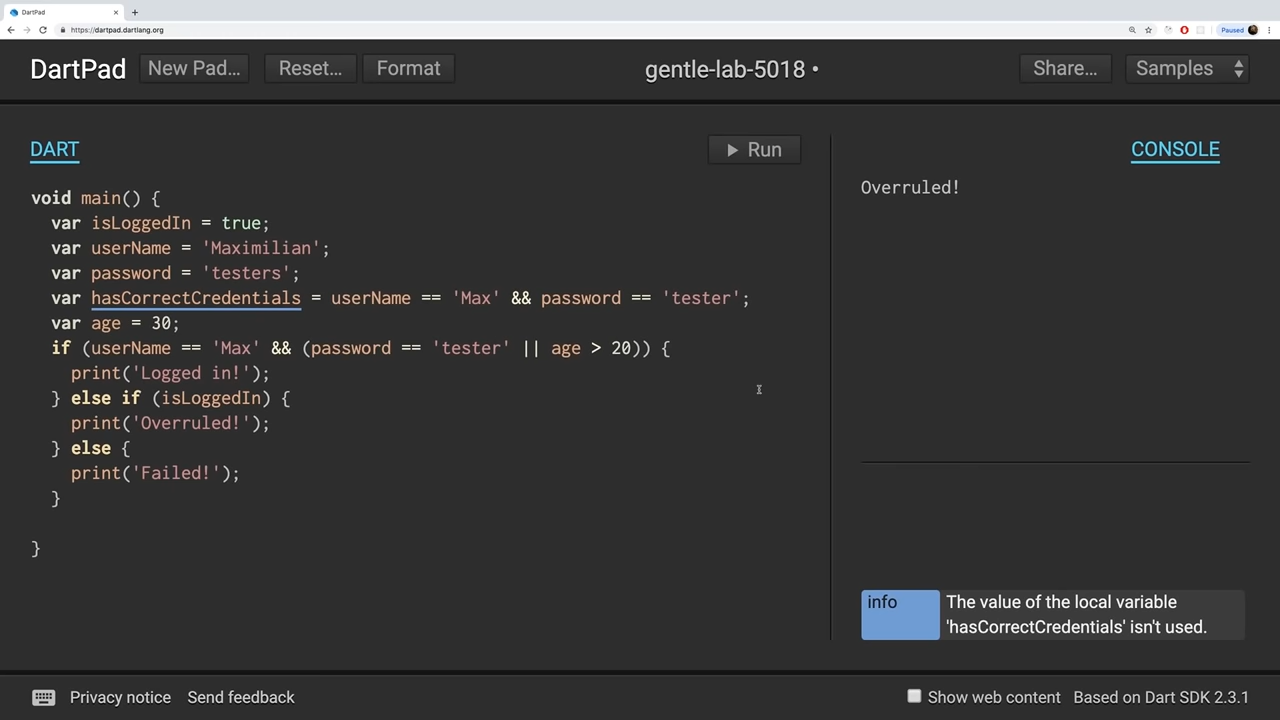 DartPad
https://dartpad.dartlang.org
Paused
DartPad
New Pad...
Reset...
Format
gentle-lab-5018 •
Share...
Samples
DART
Run
CONSOLE
void main() {
  var isLoggedIn = true;
  var userName = 'Maximilian';
  var password = 'testers';
  var hasCorrectCredentials = userName == 'Max' && password == 'tester';
  var age = 30;
  if (userName == 'Max' && (password == 'tester' || age > 20)) {
    print('Logged in!');
  } else if (isLoggedIn) {
    print('Overruled!');
  } else {
    print('Failed!');
  }
}
Overruled!
info
The value of the local variable
'hasCorrectCredentials' isn't used.
Privacy notice
Send feedback
Show web content
Based on Dart SDK 2.3.1